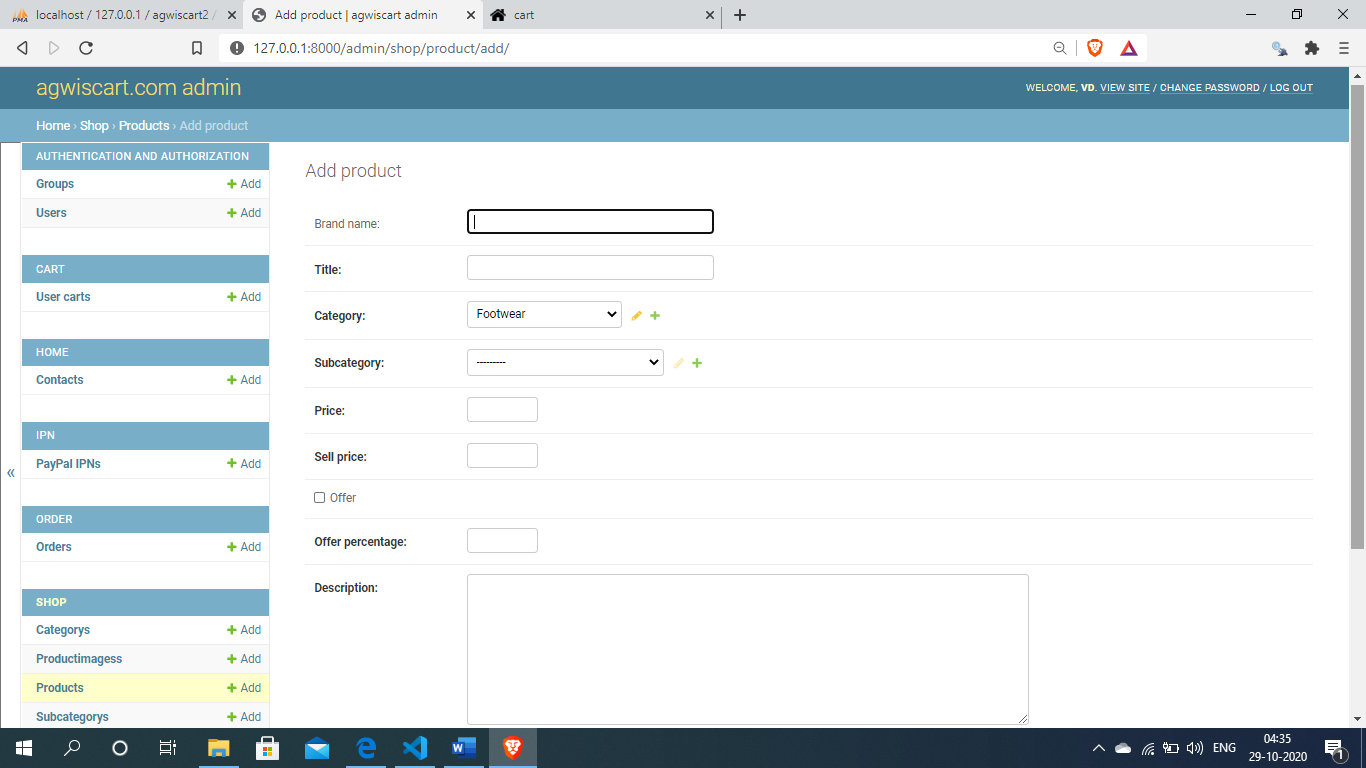 localhost / 127.0.0.1 / agwiscart2 /
Add product | agwiscart admin
cart
127.0.0.1:8000/admin/shop/product/add/
agwiscart.com admin
WELCOME, VD. VIEW SITE / CHANGE PASSWORD / LOG OUT
Home › Shop › Products › Add product
AUTHENTICATION AND AUTHORIZATION
Groups + Add
Users + Add
CART
User carts + Add
HOME
Contacts + Add
IPN
PayPal IPNs + Add
ORDER
Orders + Add
SHOP
Categorys + Add
Productimagess + Add
Products + Add
Subcategorys + Add
«
Add product
Brand name:
Title:
Category: Footwear
Subcategory: ---------
Price:
Sell price:
Offer
Offer percentage:
Description:
ENG
04:35
29-10-2020
1